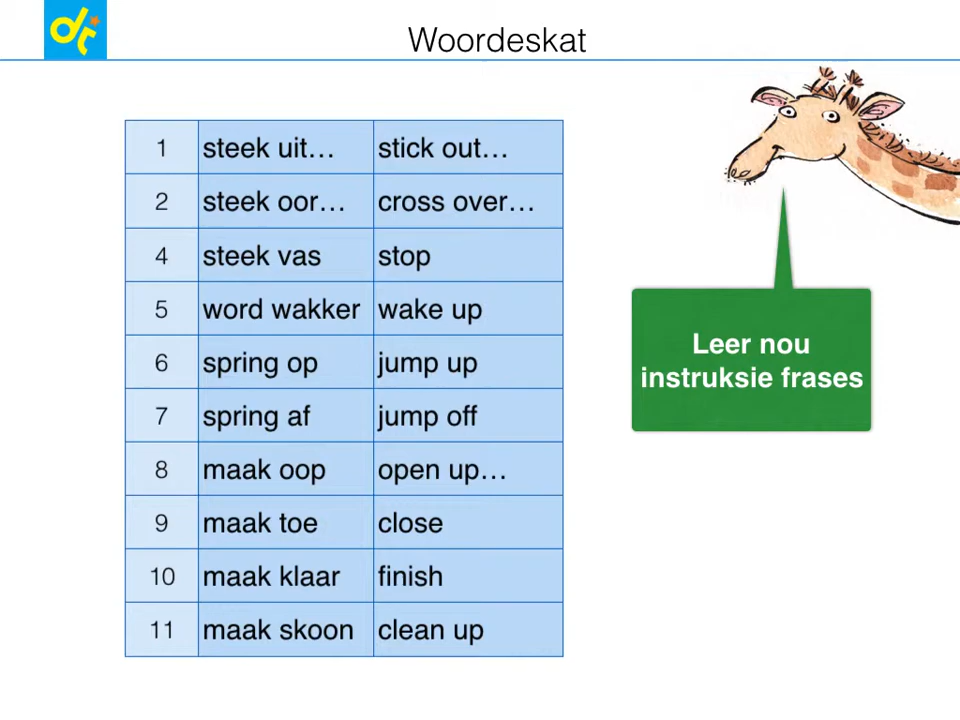 Woordeskat
1 steek uit… stick out…
2 steek oor… cross over…
4 steek vas stop
5 word wakker wake up
6 spring op jump up
7 spring af jump off
8 maak oop open up…
9 maak toe close
10 maak klaar finish
11 maak skoon clean up
Leer nou
instruksie frases